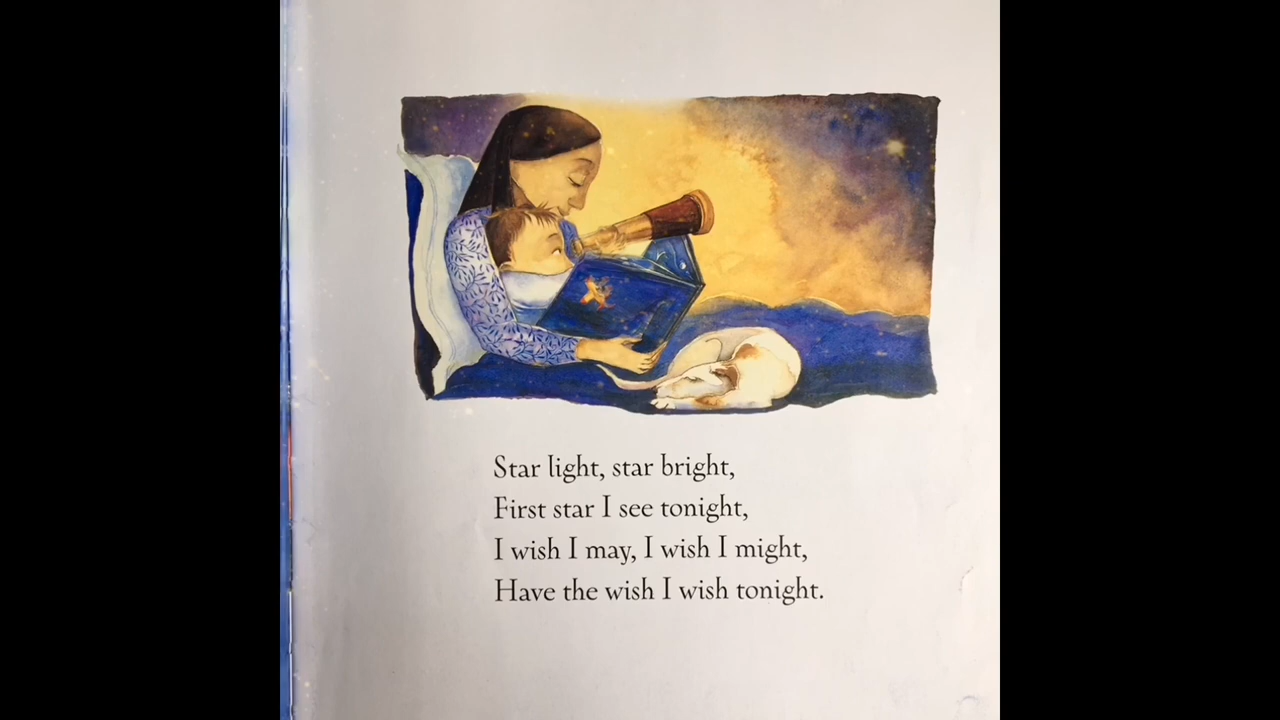 Star light, star bright,
First star I see tonight,
I wish I may, I wish I might,
Have the wish I wish tonight.